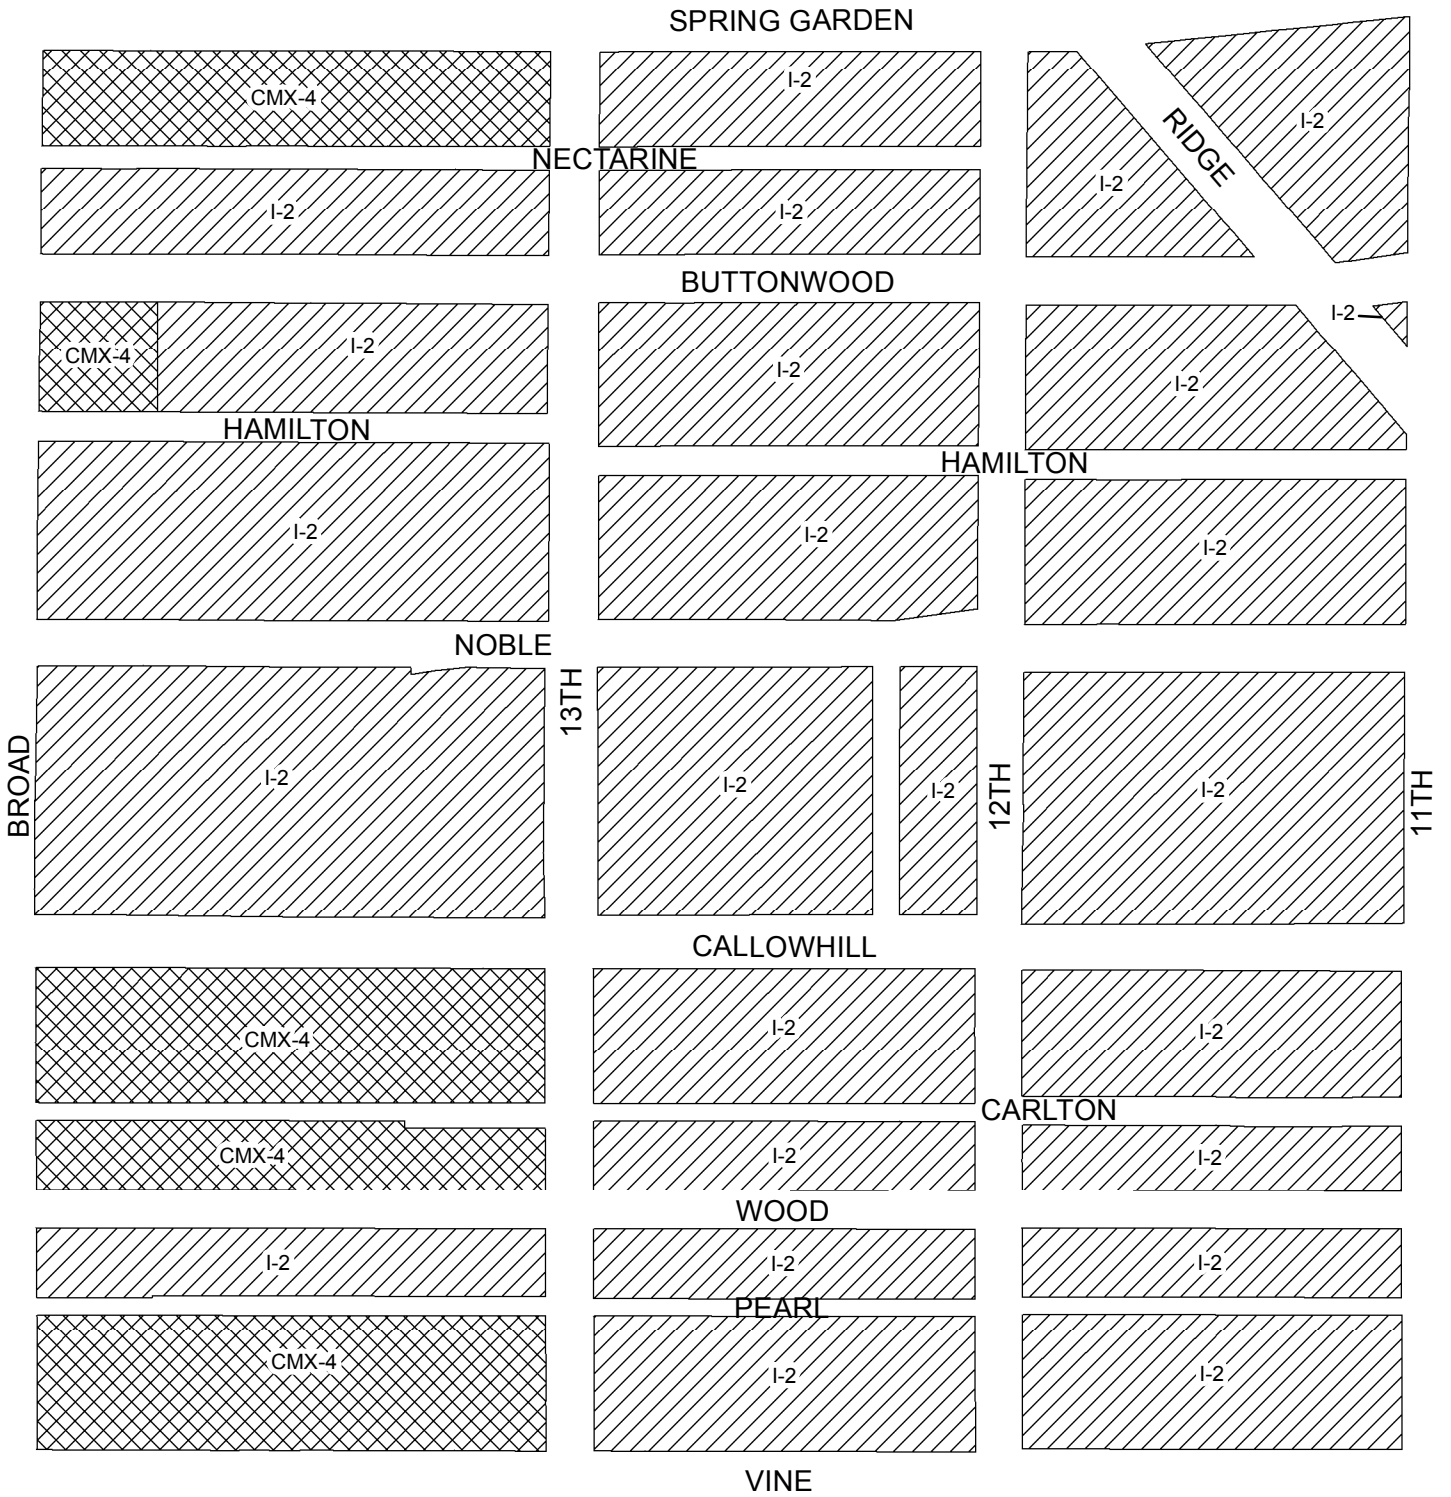 SPRING GARDEN
CMX-4
I-2
I-2
RIDGE
I-2
NECTARINE
I-2
I-2
BUTTONWOOD
CMX-4
I-2
I-2
I-2
I-2
HAMILTON
HAMILTON
I-2
I-2
I-2
NOBLE
BROAD
13TH
12TH
11TH
I-2
I-2
I-2
I-2
CALLOWHILL
CMX-4
I-2
I-2
CARLTON
CMX-4
I-2
I-2
WOOD
I-2
I-2
I-2
PEARL
CMX-4
I-2
I-2
VINE